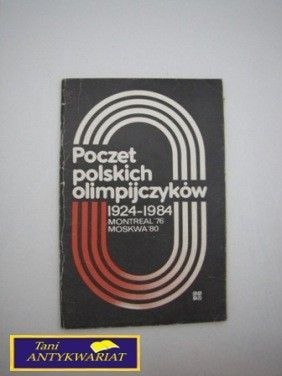 Poczet
polskich
olimpijczyków
1924-1984
MONTREAL '76
MOSKWA '80
Tani
ANTYKWARIAT